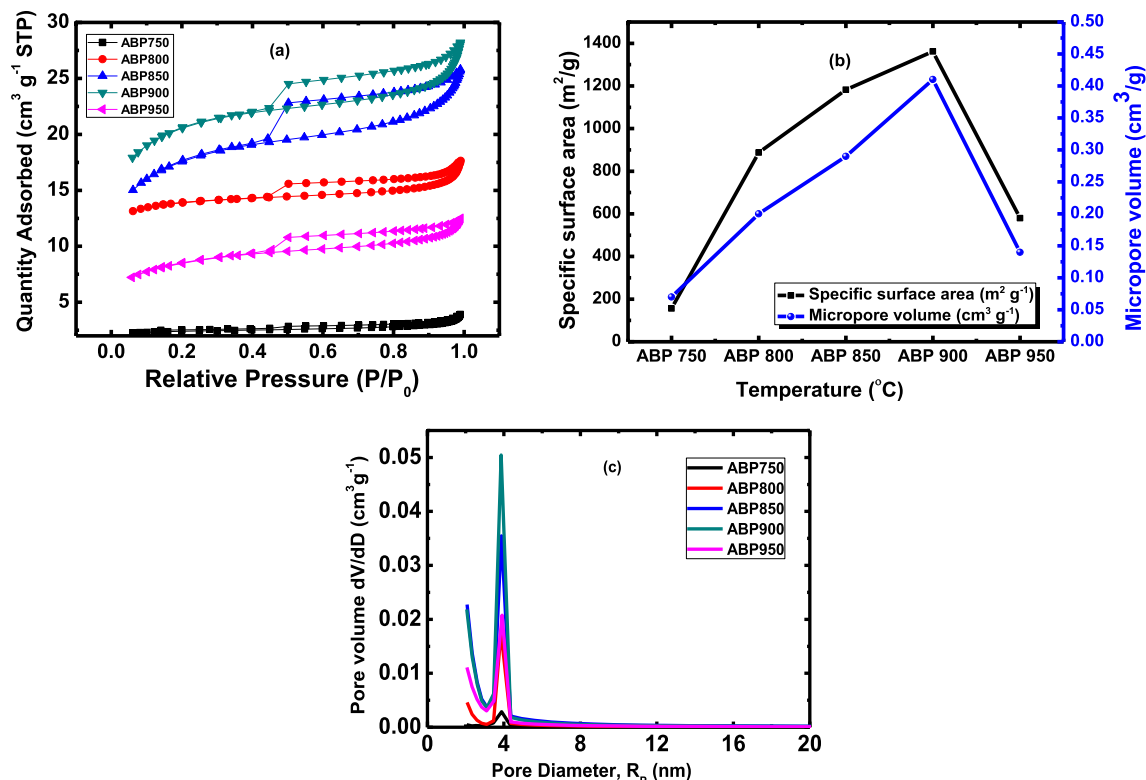 (a)
ABP750
ABP800
ABP850
ABP900
ABP950
30
25
20
15
10
5
0.0 0.2 0.4 0.6 0.8 1.0
Quantity Adsorbed (cm³ g⁻¹ STP)
Relative Pressure (P/P₀)
(b)
1400
1200
1000
800
600
400
200
0
0.50
0.45
0.40
0.35
0.30
0.25
0.20
0.15
0.10
0.05
0.00
Specific surface area (m²/g)
Micropore volume (cm³/g)
Specific surface area (m² g⁻¹)
Micropore volume (cm³ g⁻¹)
ABP 750 ABP 800 ABP 850 ABP 900 ABP 950
Temperature (°C)
(c)
ABP750
ABP800
ABP850
ABP900
ABP950
0.05
0.04
0.03
0.02
0.01
0.00
0 4 8 12 16 20
Pore volume dV/dD (cm³g⁻¹)
Pore Diameter, Rₚ (nm)